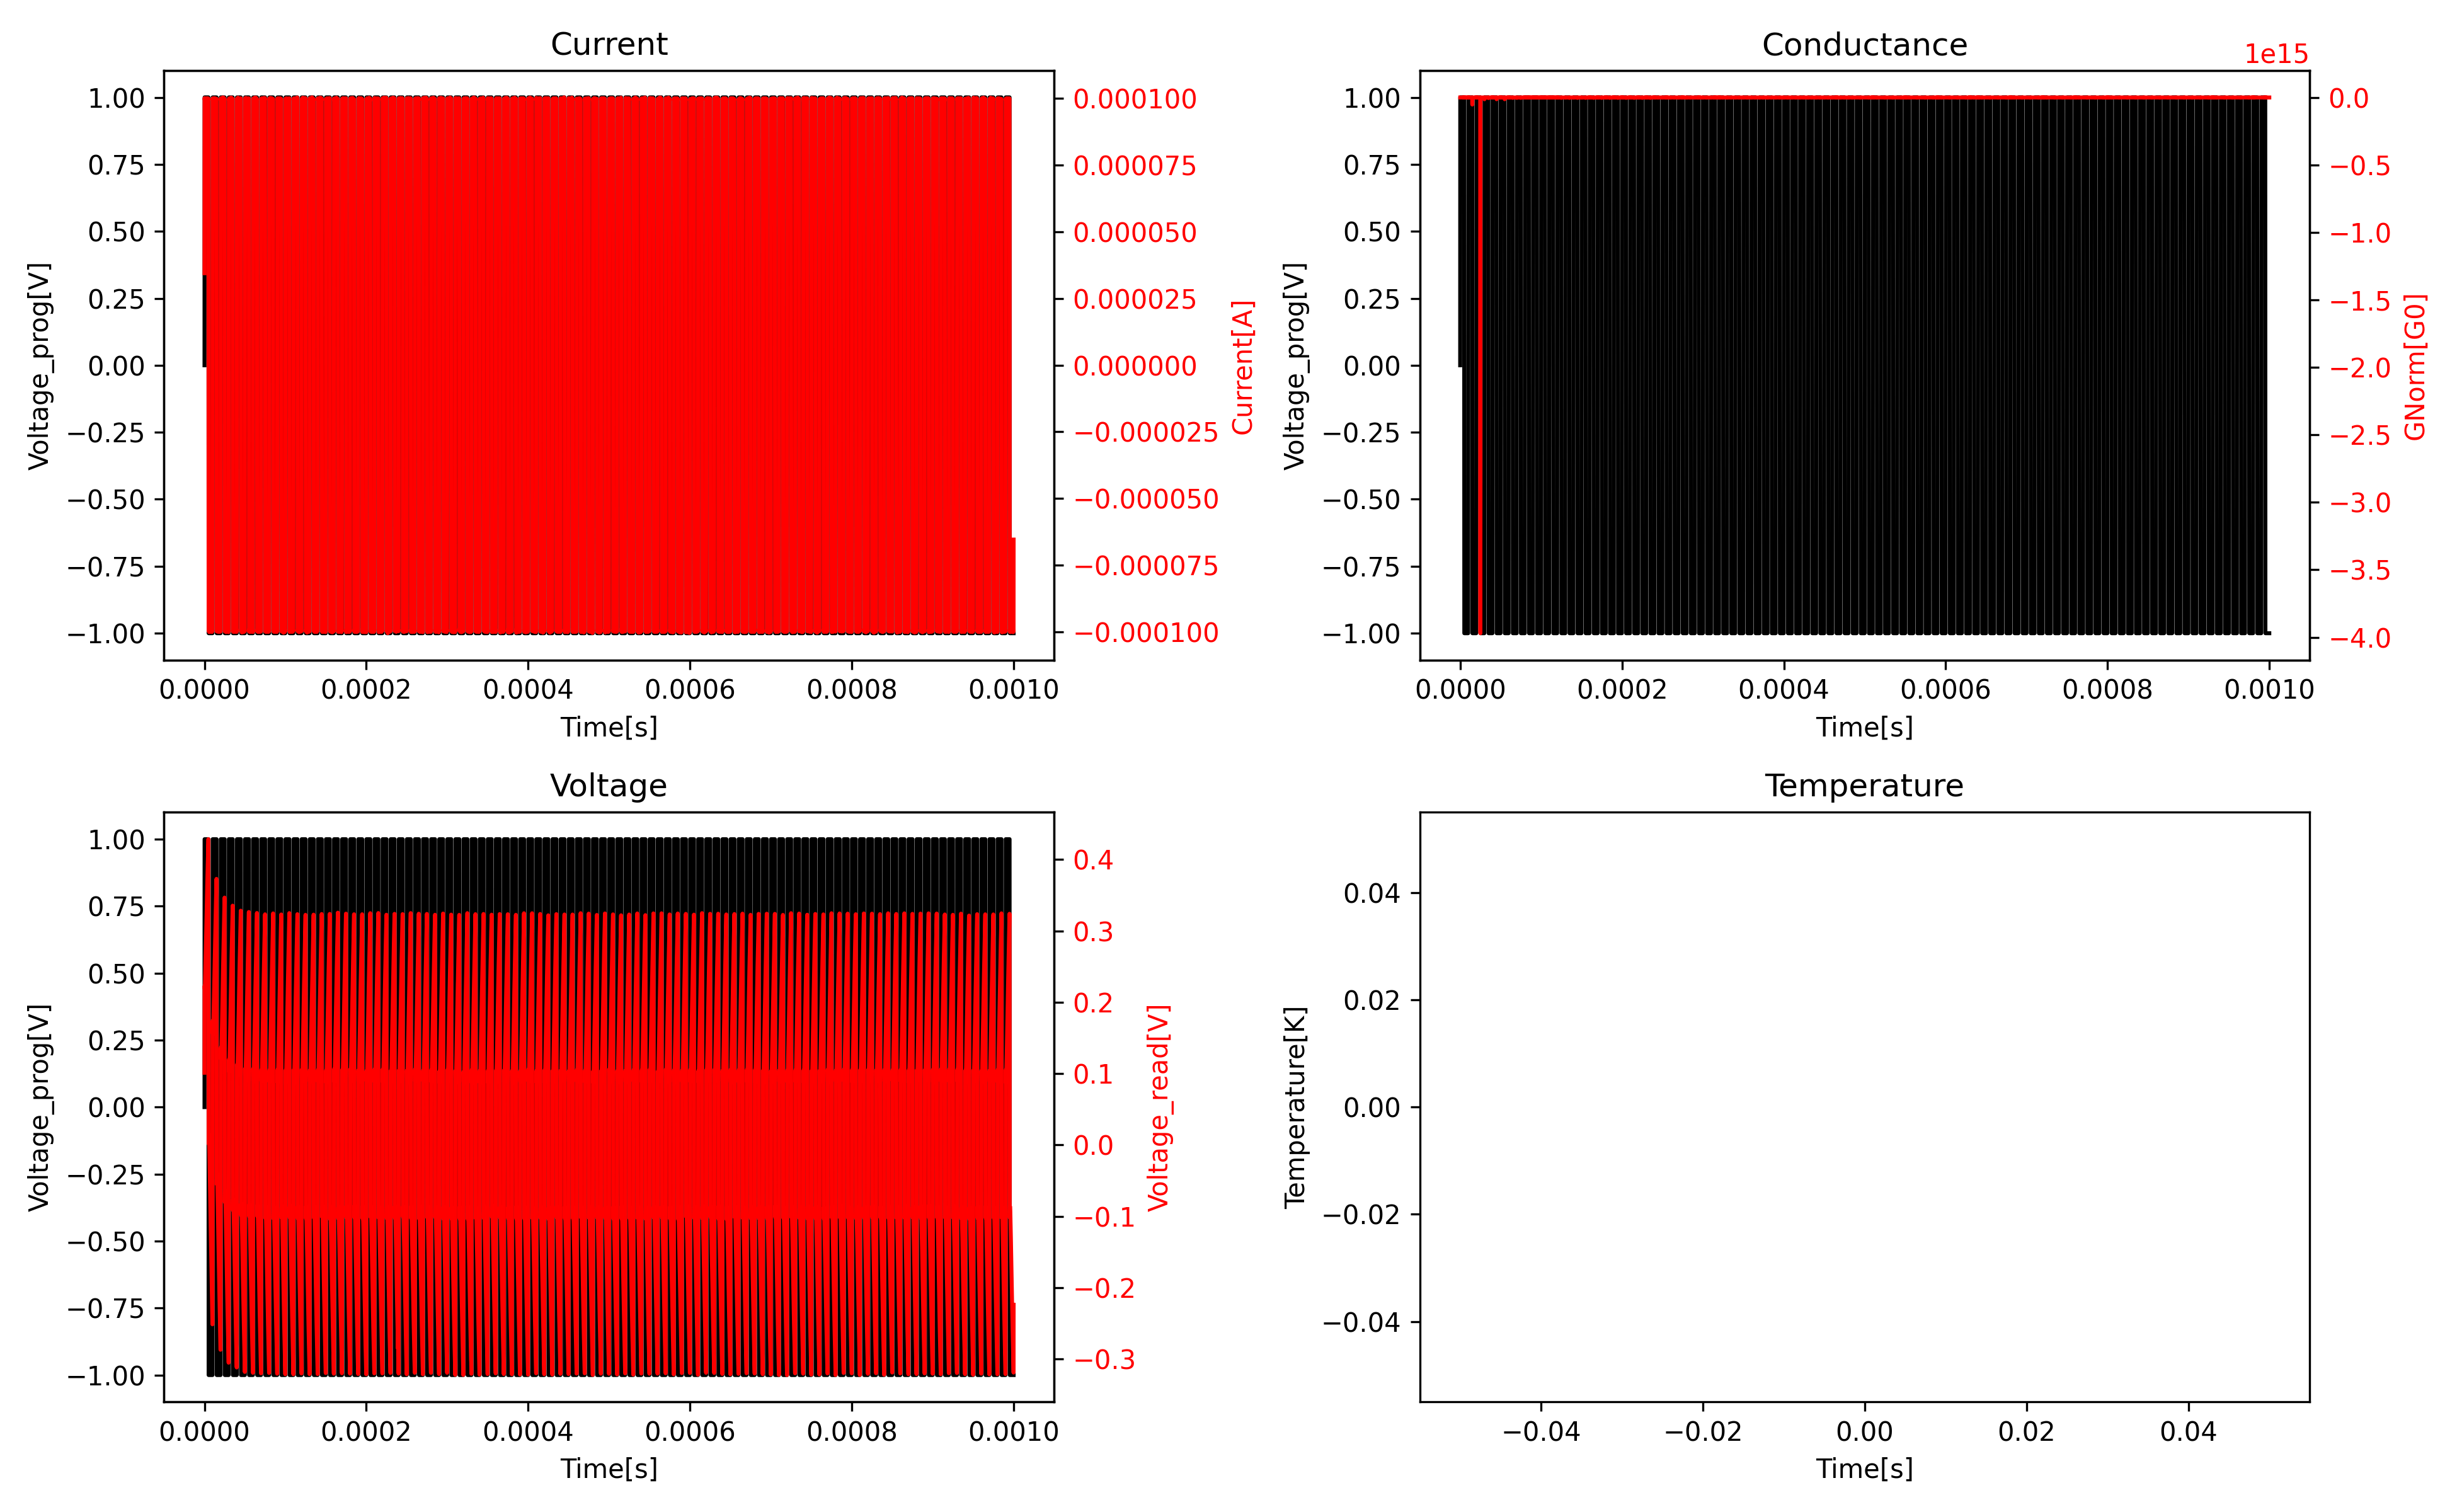 Current
1.00
0.75
0.50
0.25
0.00
−0.25
−0.50
−0.75
−1.00
Voltage_prog[V]
0.000100
0.000075
0.000050
0.000025
0.000000
−0.000025
−0.000050
−0.000075
−0.000100
Current[A]
0.0000 0.0002 0.0004 0.0006 0.0008 0.0010
Time[s]
Conductance
1e15
1.00
0.75
0.50
0.25
0.00
−0.25
−0.50
−0.75
−1.00
Voltage_prog[V]
0.0
−0.5
−1.0
−1.5
−2.0
−2.5
−3.0
−3.5
−4.0
GNorm[G0]
0.0000 0.0002 0.0004 0.0006 0.0008 0.0010
Time[s]
Voltage
1.00
0.75
0.50
0.25
0.00
−0.25
−0.50
−0.75
−1.00
Voltage_prog[V]
0.4
0.3
0.2
0.1
0.0
−0.1
−0.2
−0.3
Voltage_read[V]
0.0000 0.0002 0.0004 0.0006 0.0008 0.0010
Time[s]
Temperature
0.04
0.02
0.00
−0.02
−0.04
Temperature[K]
−0.04 −0.02 0.00 0.02 0.04
Time[s]